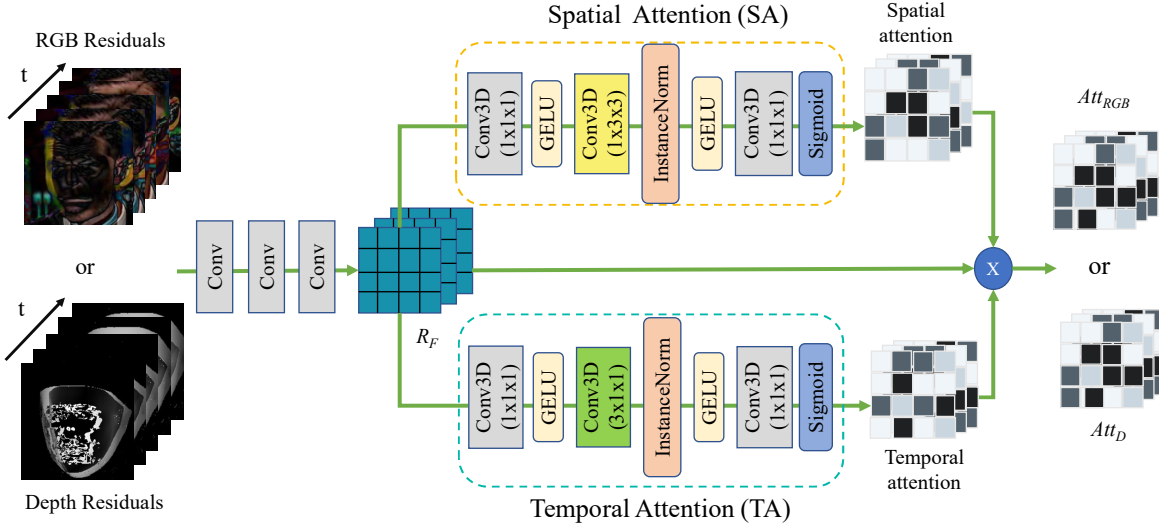 Spatial Attention (SA)
RGB Residuals
t
Conv3D
(1x1x1)
GELU
Conv3D
(1x3x3)
InstanceNorm
GELU
Conv3D
(1x1x1)
Sigmoid
Spatial
attention
Att_RGB
or
Conv
Conv
Conv
R_F
X
or
t
Depth Residuals
Conv3D
(1x1x1)
GELU
Conv3D
(3x1x1)
InstanceNorm
GELU
Conv3D
(1x1x1)
Sigmoid
Temporal
attention
Att_D
Temporal Attention (TA)